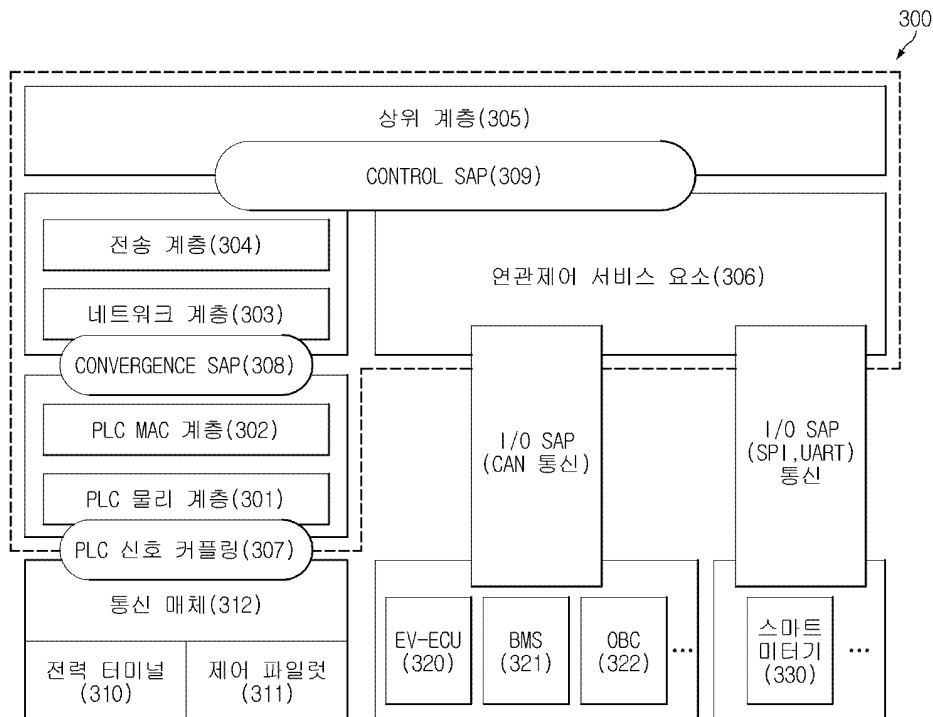 300
상위 계층(305)
CONTROL SAP(309)
전송 계층(304)
네트워크 계층(303)
CONVERGENCE SAP(308)
PLC MAC 계층(302)
PLC 물리 계층(301)
PLC 신호 커플링(307)
통신 매체(312)
전력 터미널
(310)
제어 파일럿
(311)
연관제어 서비스 요소(306)
I/O SAP
(CAN 통신)
I/O SAP
(SPI,UART)
통신
EV-ECU
(320)
BMS
(321)
OBC
(322)
...
스마트
미터기
(330)
...